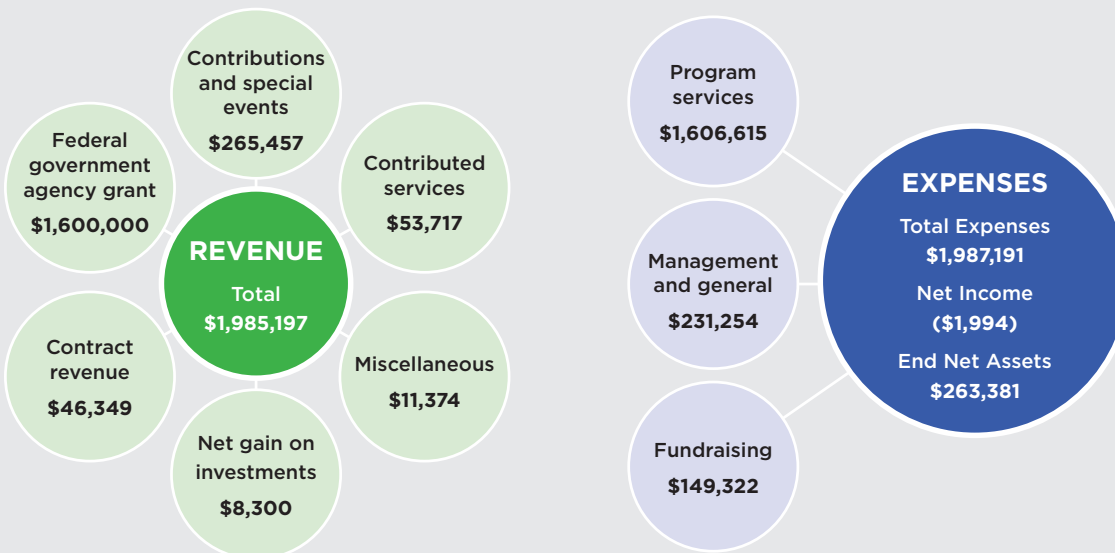 Contributions
and special
events
$265,457
Federal
government
agency grant
$1,600,000
Contributed
services
$53,717
REVENUE
Total
$1,985,197
Contract
revenue
$46,349
Miscellaneous
$11,374
Net gain on
investments
$8,300
Program
services
$1,606,615
Management
and general
$231,254
Fundraising
$149,322
EXPENSES
Total Expenses
$1,987,191
Net Income
($1,994)
End Net Assets
$263,381